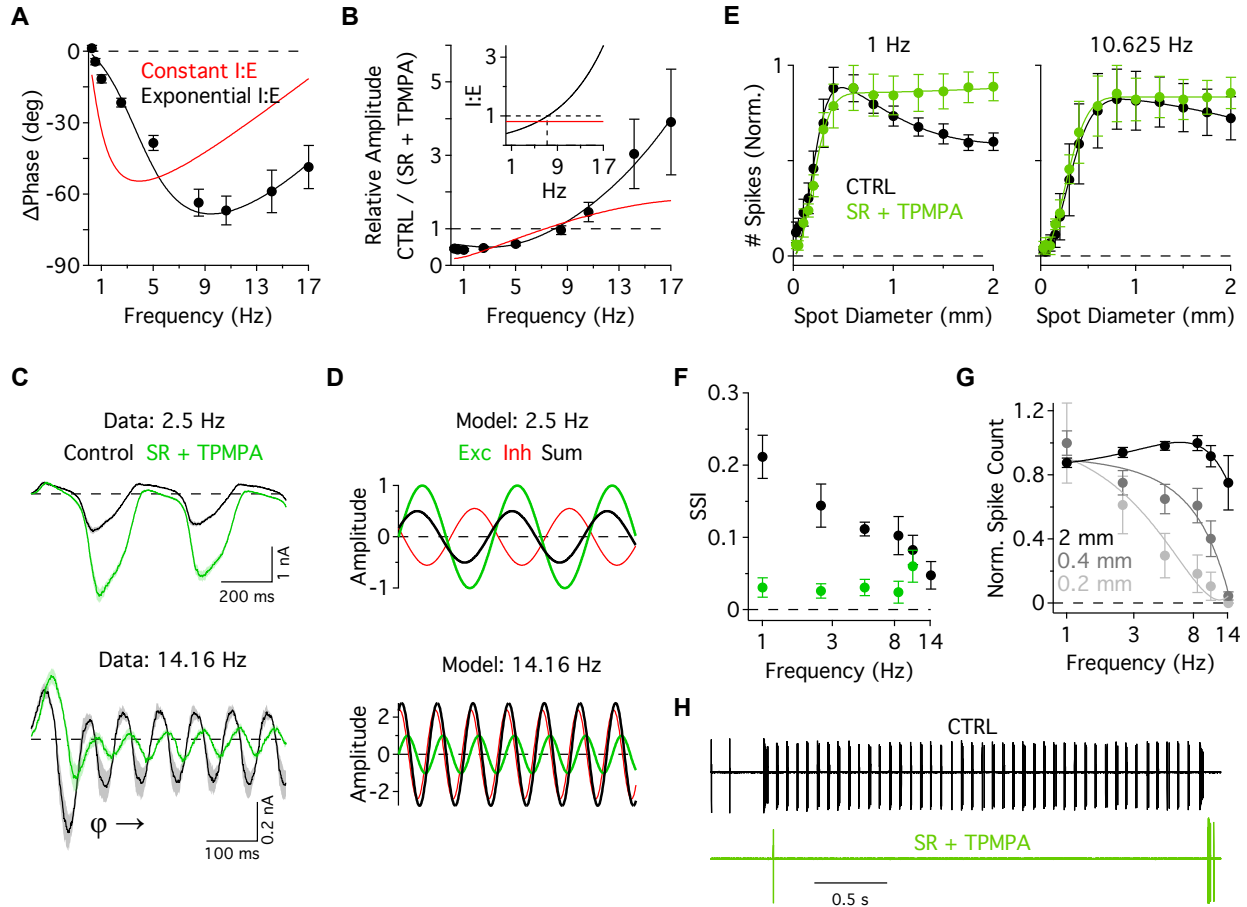 A
0
-30
-60
-90
ΔPhase (deg)
Constant I:E
Exponential I:E
1 5 9 13 17
Frequency (Hz)
B
Relative Amplitude
CTRL / (SR + TPMPA)
5
3
1
0
I:E
3
1
1 9 17
Hz
1 5 9 13 17
Frequency (Hz)
E
1 Hz
10.625 Hz
# Spikes (Norm.)
1
0
CTRL
SR + TPMPA
0 1 2
Spot Diameter (mm)
0 1 2
Spot Diameter (mm)
C
Data: 2.5 Hz
Control SR + TPMPA
1 nA
200 ms
Data: 14.16 Hz
φ →
0.2 nA
100 ms
D
Model: 2.5 Hz
Exc Inh Sum
Amplitude
1
0
-1
Model: 14.16 Hz
Amplitude
2
0
-2
F
SSI
0.3
0.2
0.1
0
1 3 8 14
Frequency (Hz)
G
Norm. Spike Count
1.2
0.8
0.4
0
2 mm
0.4 mm
0.2 mm
1 3 8 14
Frequency (Hz)
H
CTRL
SR + TPMPA
0.5 s